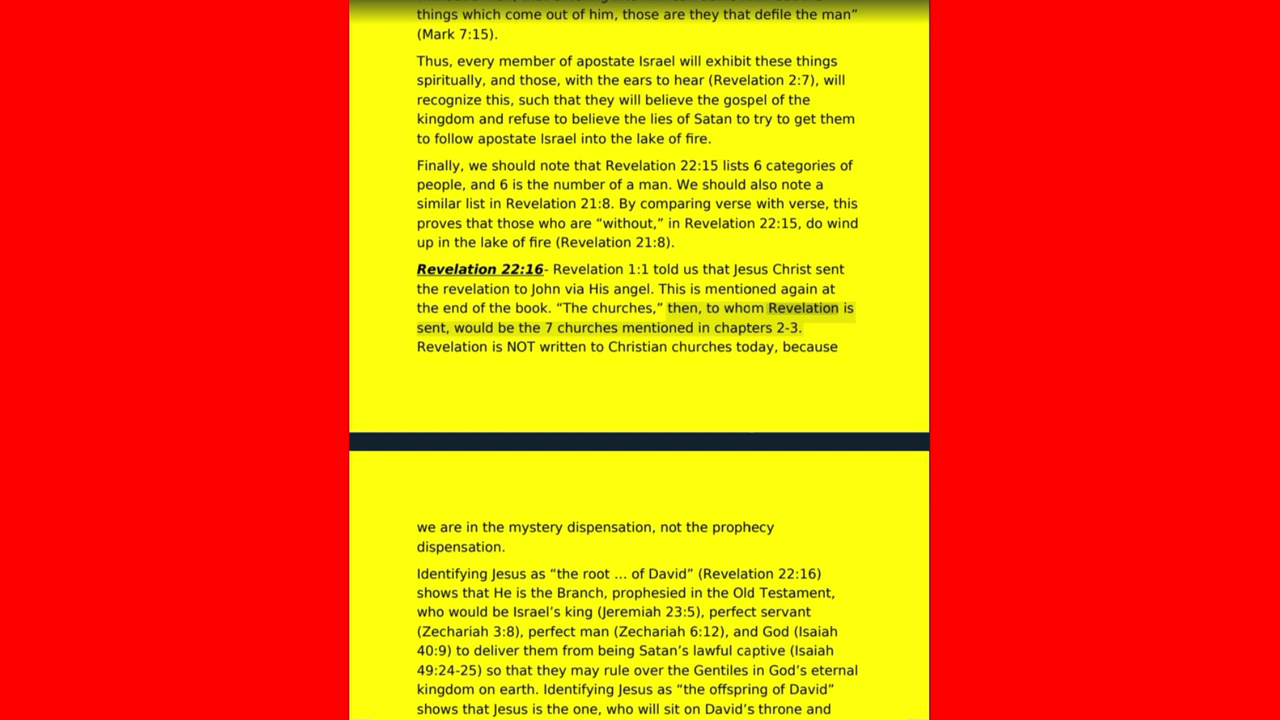 things which come out of him, those are they that defile the man”
(Mark 7:15).
Thus, every member of apostate Israel will exhibit these things
spiritually, and those, with the ears to hear (Revelation 2:7), will
recognize this, such that they will believe the gospel of the
kingdom and refuse to believe the lies of Satan to try to get them
to follow apostate Israel into the lake of fire.
Finally, we should note that Revelation 22:15 lists 6 categories of
people, and 6 is the number of a man. We should also note a
similar list in Revelation 21:8. By comparing verse with verse, this
proves that those who are “without,” in Revelation 22:15, do wind
up in the lake of fire (Revelation 21:8).
Revelation 22:16- Revelation 1:1 told us that Jesus Christ sent
the revelation to John via His angel. This is mentioned again at
the end of the book. “The churches,” then, to whom Revelation is
sent, would be the 7 churches mentioned in chapters 2-3.
Revelation is NOT written to Christian churches today, because
we are in the mystery dispensation, not the prophecy
dispensation.
Identifying Jesus as “the root … of David” (Revelation 22:16)
shows that He is the Branch, prophesied in the Old Testament,
who would be Israel’s king (Jeremiah 23:5), perfect servant
(Zechariah 3:8), perfect man (Zechariah 6:12), and God (Isaiah
40:9) to deliver them from being Satan’s lawful captive (Isaiah
49:24-25) so that they may rule over the Gentiles in God’s eternal
kingdom on earth. Identifying Jesus as “the offspring of David”
shows that Jesus is the one, who will sit on David’s throne and